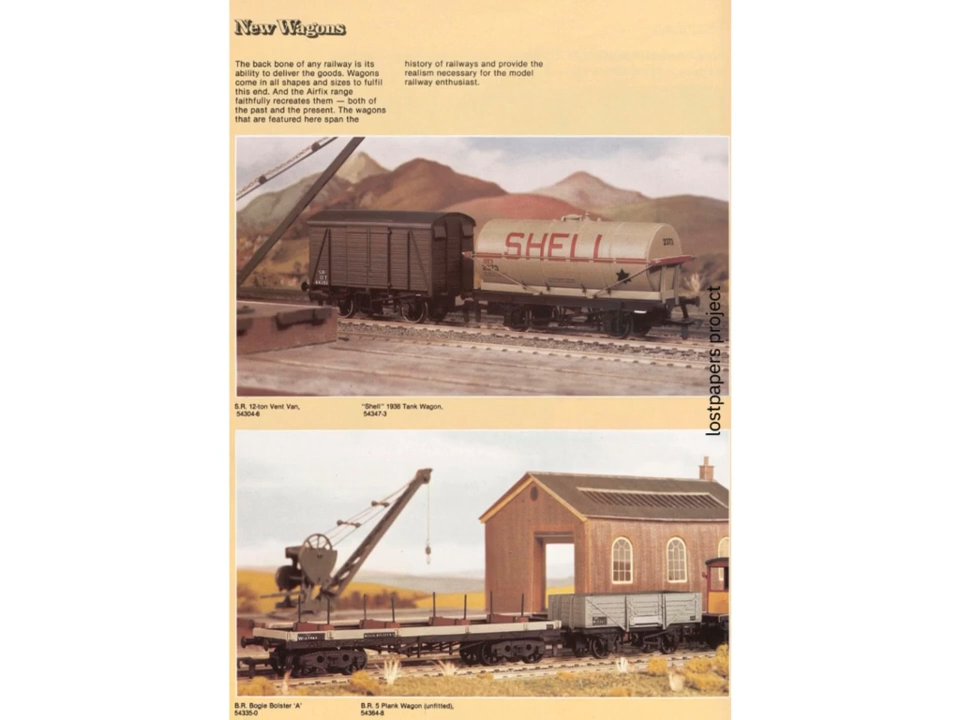 New Wagons
The back bone of any railway is its
ability to deliver the goods. Wagons
come in all shapes and sizes to fulfil
this end. And the Airfix range
faithfully recreates them — both of
the past and the present. The wagons
that are featured here span the
history of railways and provide the
realism necessary for the model
railway enthusiast.
SHELL
S.R. 12-ton Vent Van,
54304-6
"Shell" 1938 Tank Wagon,
54347-3
lostpapers project
B.R. Bogie Bolster 'A'
54335-0
B.R. 5 Plank Wagon (unfitted),
54364-8